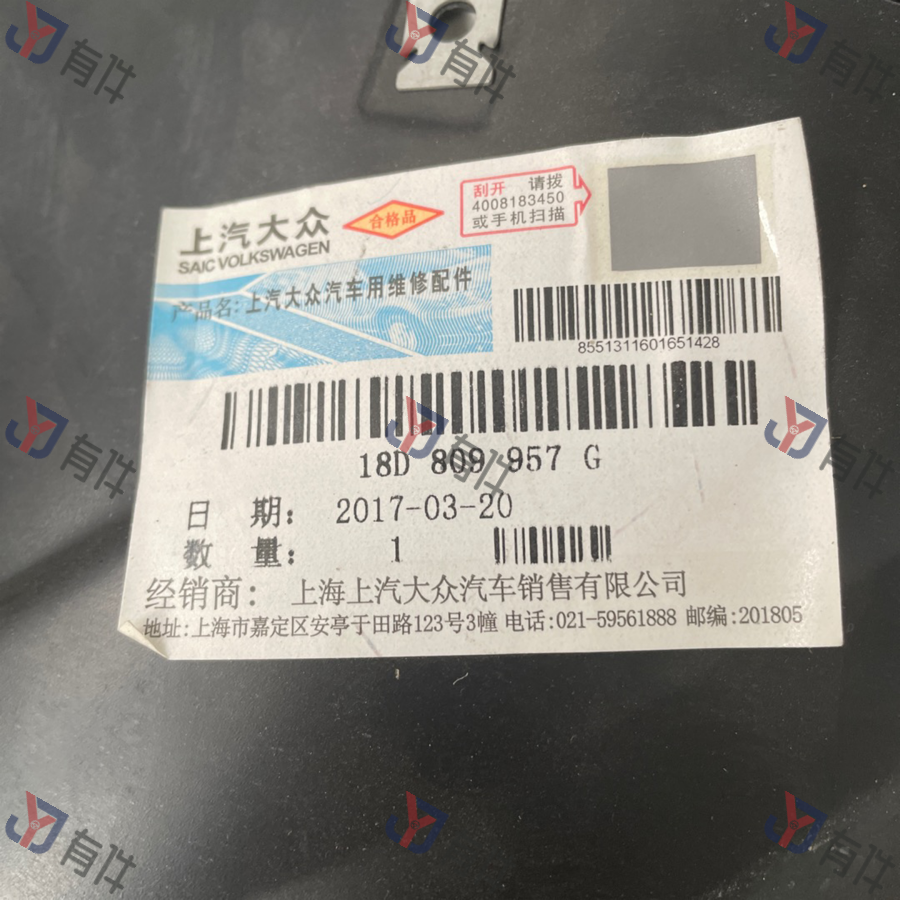 上汽大众
SAIC VOLKSWAGEN
合格品
刮开 请拨
4008183450
或手机扫描
产品名: 上汽大众汽车用维修配件
8551311601651428
18D 809 957 G
日 期: 2017-03-20
数 量: 1
经销商: 上海上汽大众汽车销售有限公司
地址:上海市嘉定区安亭于田路123号3幢 电话:021-59561888 邮编:201805
有件
有件
有件
有件
有件
有件
有件
有件
有件